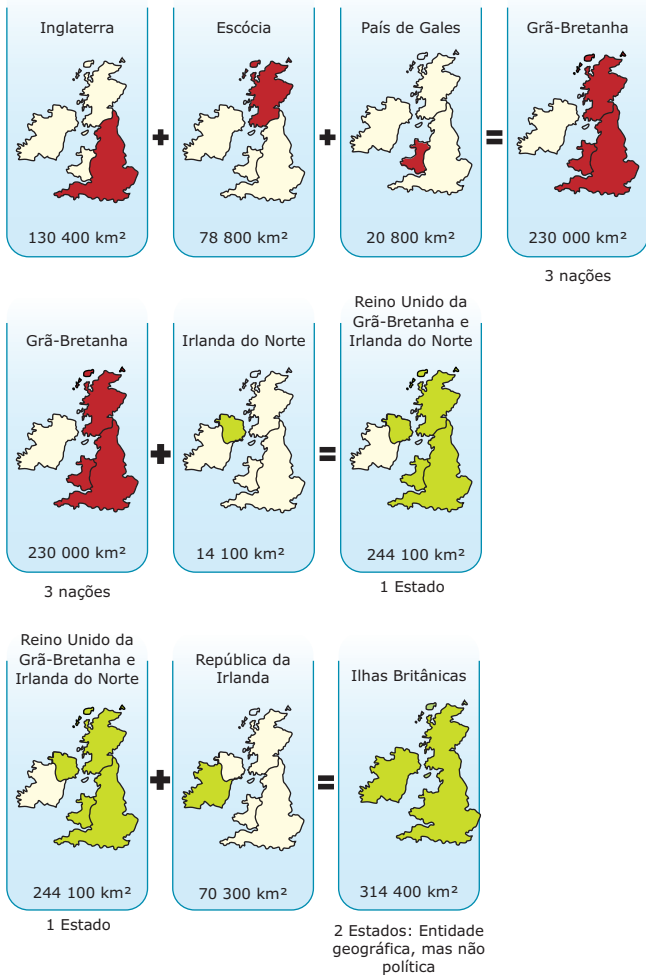 Inglaterra
Escócia
País de Gales
Grã-Bretanha
+
+
=
130 400 km²
78 800 km²
20 800 km²
230 000 km²
3 nações
Grã-Bretanha
Irlanda do Norte
Reino Unido da
Grã-Bretanha e
Irlanda do Norte
+
=
230 000 km²
14 100 km²
244 100 km²
3 nações
1 Estado
Reino Unido da
Grã-Bretanha e
Irlanda do Norte
República da
Irlanda
Ilhas Britânicas
+
=
244 100 km²
70 300 km²
314 400 km²
1 Estado
2 Estados: Entidade
geográfica, mas não
política